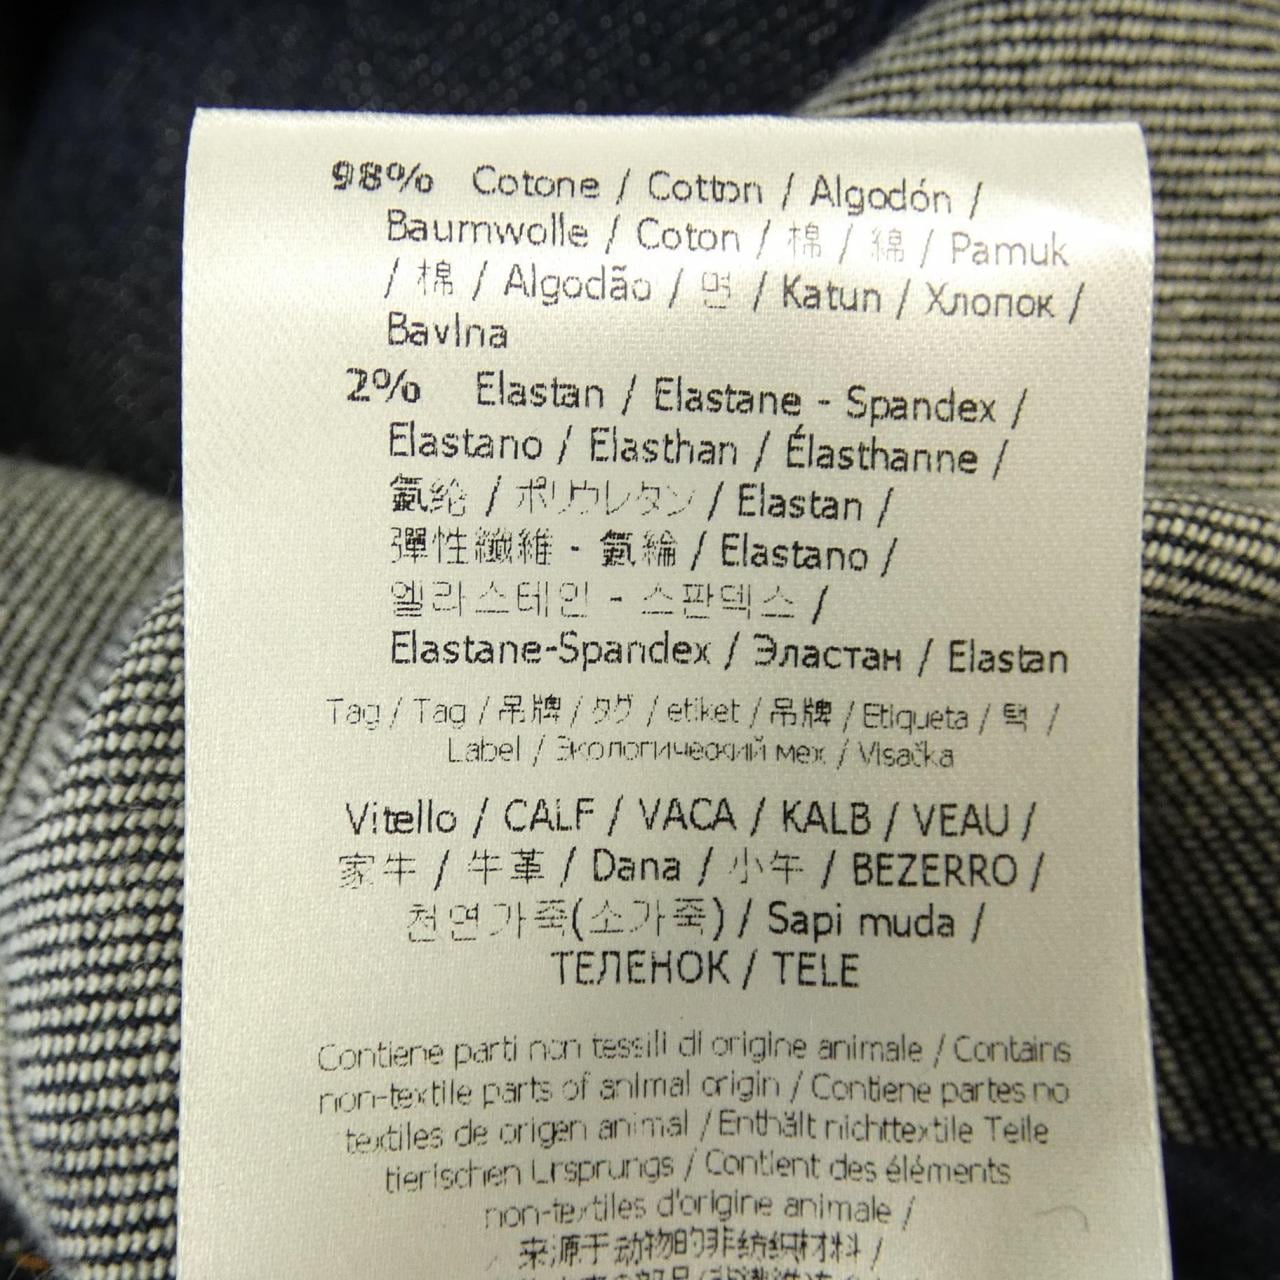 98% Cotone / Cotton / Algodón /
Baumwolle / Coton / 棉 / 綿 / Pamuk
/ 棉 / Algodão / 면 / Katun / Хлопок /
Bavlna
2% Elastan / Elastane - Spandex /
Elastano / Elasthan / Élasthanne /
氨纶 / ポリウレタン / Elastan /
彈性纖維 - 氨綸 / Elastano /
엘라스테인 - 스판덱스 /
Elastane-Spandex / Эластан / Elastan
Tag / Tag / 吊牌 / タグ / etiket / 吊牌 / Etiqueta / 택 /
Label / Экологический мех / Visačka
Vitello / CALF / VACA / KALB / VEAU /
家牛 / 牛革 / Dana / 小牛 / BEZERRO /
천연가죽(소가죽) / Sapi muda /
ТЕЛЕНОК / TELE
Contiene parti non tessili di origine animale / Contains
non-textile parts of animal origin / Contiene partes no
textiles de origen animal / Enthält nichttextile Teile
tierischen Ursprungs / Contient des éléments
non-textiles d'origine animale /
来源于动物的非纺织材料 /